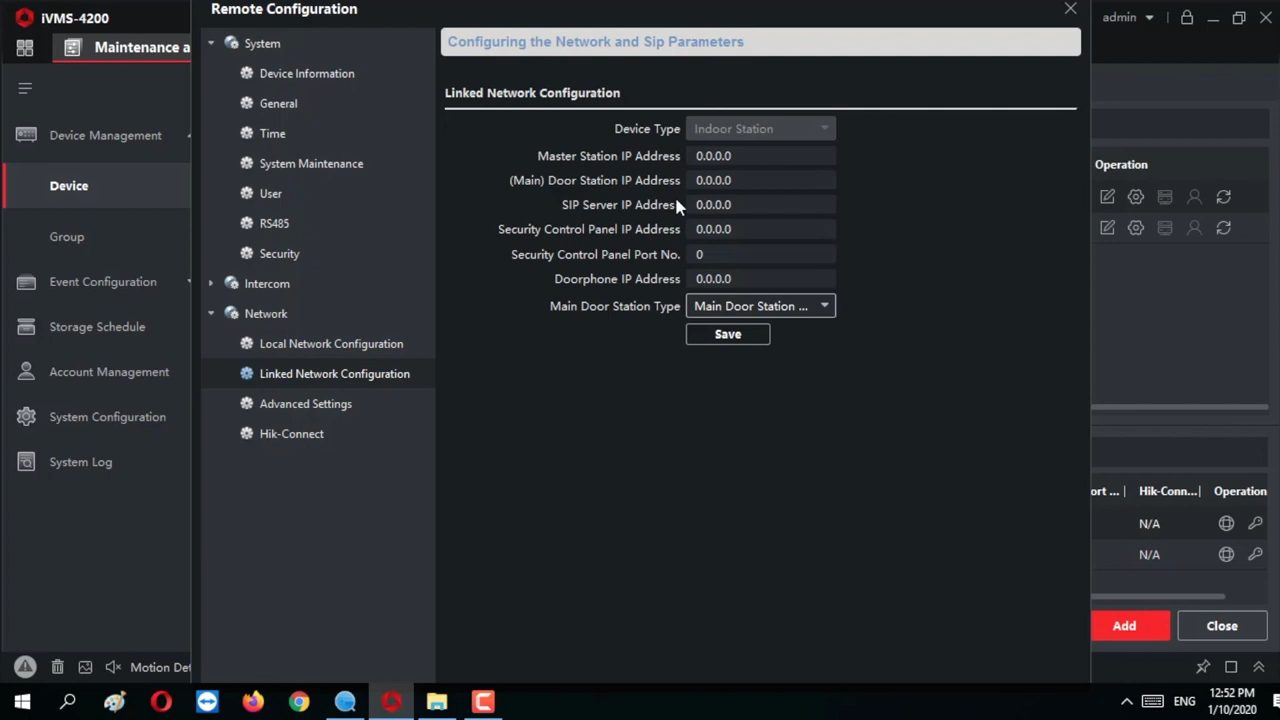 iVMS-4200
Remote Configuration
admin
Maintenance a
System
Configuring the Network and Sip Parameters
Device Information
General
Time
System Maintenance
User
RS485
Security
Intercom
Network
Local Network Configuration
Linked Network Configuration
Advanced Settings
Hik-Connect
Linked Network Configuration
Device Type Indoor Station
Master Station IP Address 0.0.0.0
(Main) Door Station IP Address 0.0.0.0
SIP Server IP Address 0.0.0.0
Security Control Panel IP Address 0.0.0.0
Security Control Panel Port No. 0
Doorphone IP Address 0.0.0.0
Main Door Station Type Main Door Station ...
Save
Device Management
Device
Group
Event Configuration
Storage Schedule
Account Management
System Configuration
System Log
Operation
ort ... | Hik-Conn... | Operation
N/A
N/A
Add
Close
Motion Det
ENG
12:52 PM
1/10/2020